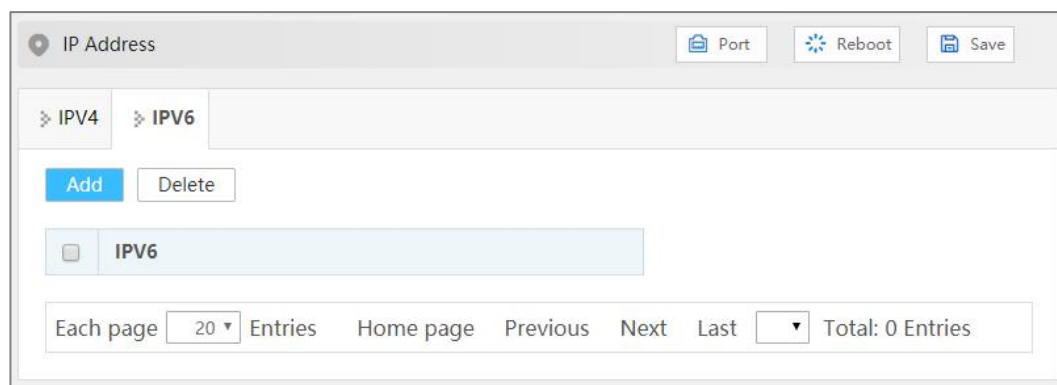 IP Address Port Reboot Save
IPV4 IPV6
Add Delete
IPV6
Each page 20 Entries Home page Previous Next Last Total: 0 Entries